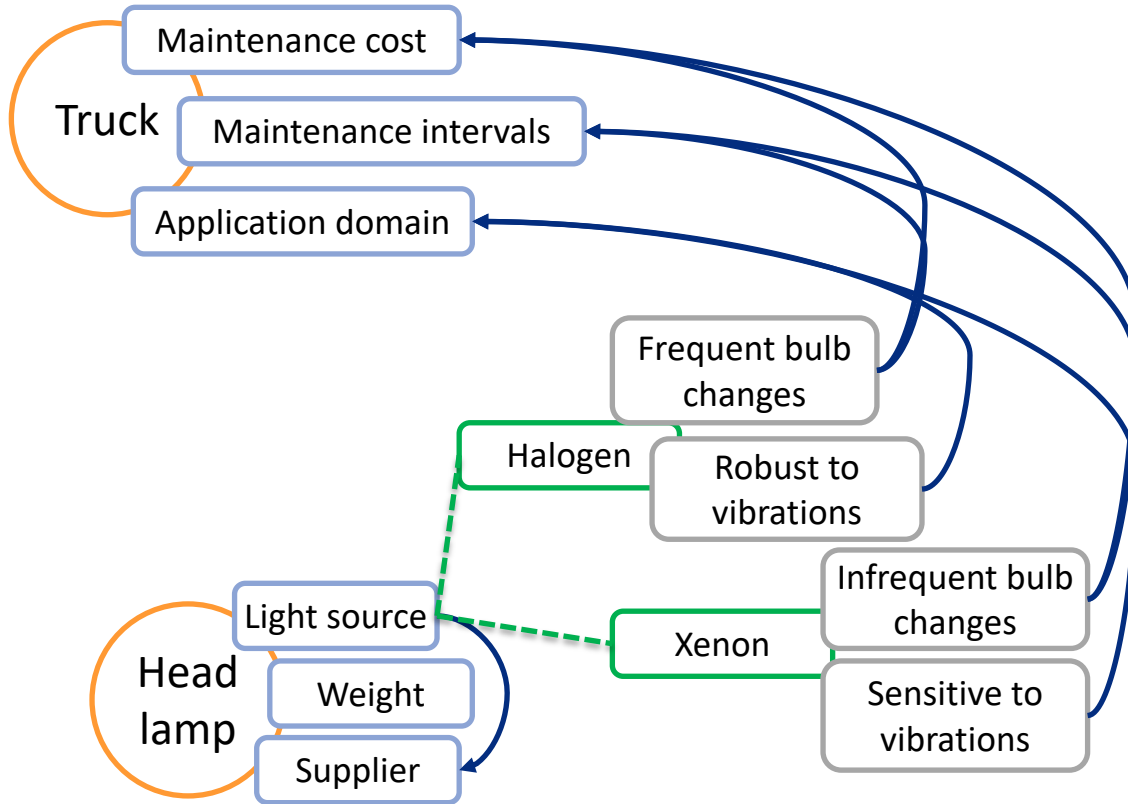 Maintenance cost
Truck
Maintenance intervals
Application domain
Frequent bulb
changes
Halogen
Robust to
vibrations
Infrequent bulb
changes
Light source
Xenon
Head
lamp
Weight
Sensitive to
vibrations
Supplier